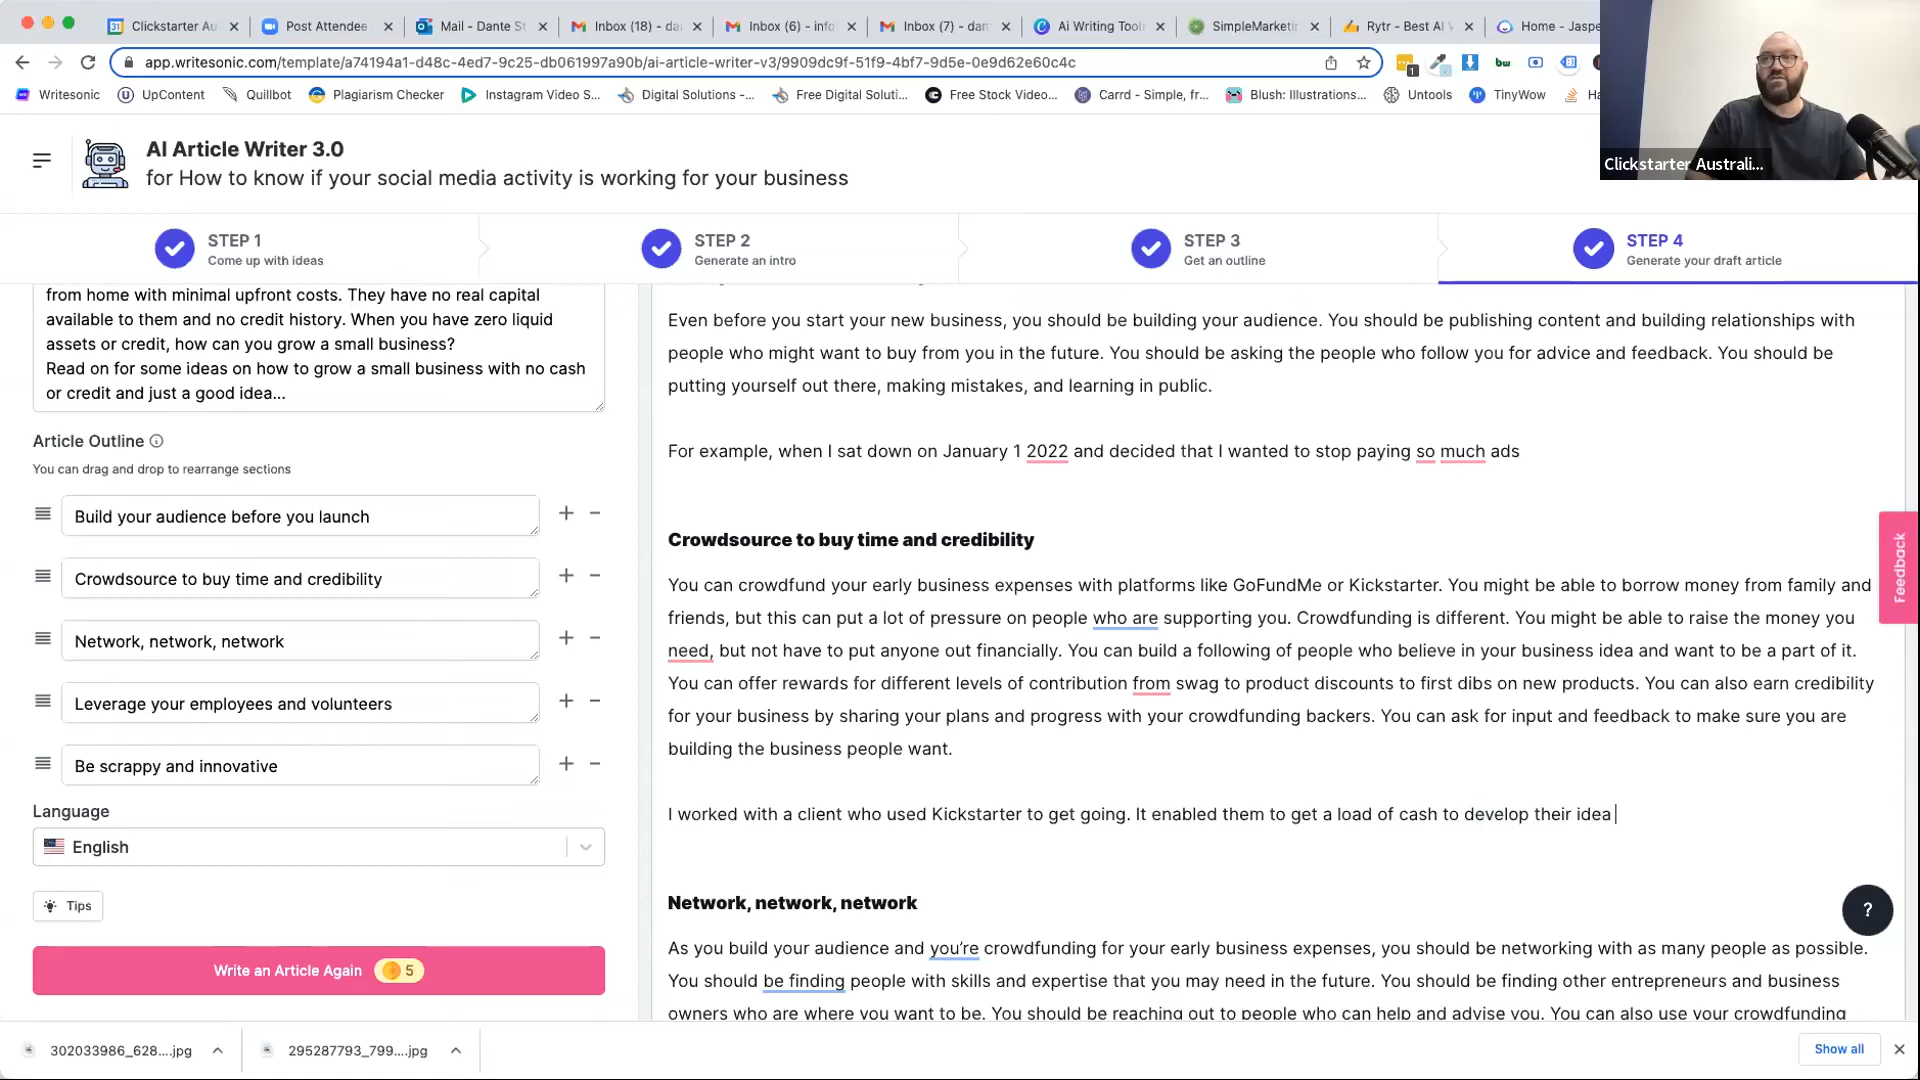 Clickstarter Au
Post Attendee
Mail - Dante St
Inbox (18) - da
Inbox (6) - info
Inbox (7) - dan
Ai Writing Tools
SimpleMarketin
Rytr - Best AI
Home - Jaspe
app.writesonic.com/template/a74194a1-d48c-4ed7-9c25-db061997a90b/ai-article-writer-v3/9909dc9f-51f9-4bf7-9d5e-0e9d62e60c4c
Writesonic
UpContent
Quillbot
Plagiarism Checker
Instagram Video S...
Digital Solutions -...
Free Digital Soluti...
Free Stock Video...
Carrd - Simple, fr...
Blush: Illustrations...
Untools
TinyWow
Clickstarter Australi...
AI Article Writer 3.0
for How to know if your social media activity is working for your business
STEP 1
Come up with ideas
STEP 2
Generate an intro
STEP 3
Get an outline
STEP 4
Generate your draft article
from home with minimal upfront costs. They have no real capital
available to them and no credit history. When you have zero liquid
assets or credit, how can you grow a small business?
Read on for some ideas on how to grow a small business with no cash
or credit and just a good idea...
Article Outline
You can drag and drop to rearrange sections
Build your audience before you launch
Crowdsource to buy time and credibility
Network, network, network
Leverage your employees and volunteers
Be scrappy and innovative
Language
English
Tips
Write an Article Again 5
Even before you start your new business, you should be building your audience. You should be publishing content and building relationships with
people who might want to buy from you in the future. You should be asking the people who follow you for advice and feedback. You should be
putting yourself out there, making mistakes, and learning in public.
For example, when I sat down on January 1 2022 and decided that I wanted to stop paying so much ads
Crowdsource to buy time and credibility
You can crowdfund your early business expenses with platforms like GoFundMe or Kickstarter. You might be able to borrow money from family and
friends, but this can put a lot of pressure on people who are supporting you. Crowdfunding is different. You might be able to raise the money you
need, but not have to put anyone out financially. You can build a following of people who believe in your business idea and want to be a part of it.
You can offer rewards for different levels of contribution from swag to product discounts to first dibs on new products. You can also earn credibility
for your business by sharing your plans and progress with your crowdfunding backers. You can ask for input and feedback to make sure you are
building the business people want.
I worked with a client who used Kickstarter to get going. It enabled them to get a load of cash to develop their idea
Network, network, network
As you build your audience and you're crowdfunding for your early business expenses, you should be networking with as many people as possible.
You should be finding people with skills and expertise that you may need in the future. You should be finding other entrepreneurs and business
owners who are where you want to be. You should be reaching out to people who can help and advise you. You can also use your crowdfunding
Feedback
?
302033986_628....jpg
295287793_799....jpg
Show all